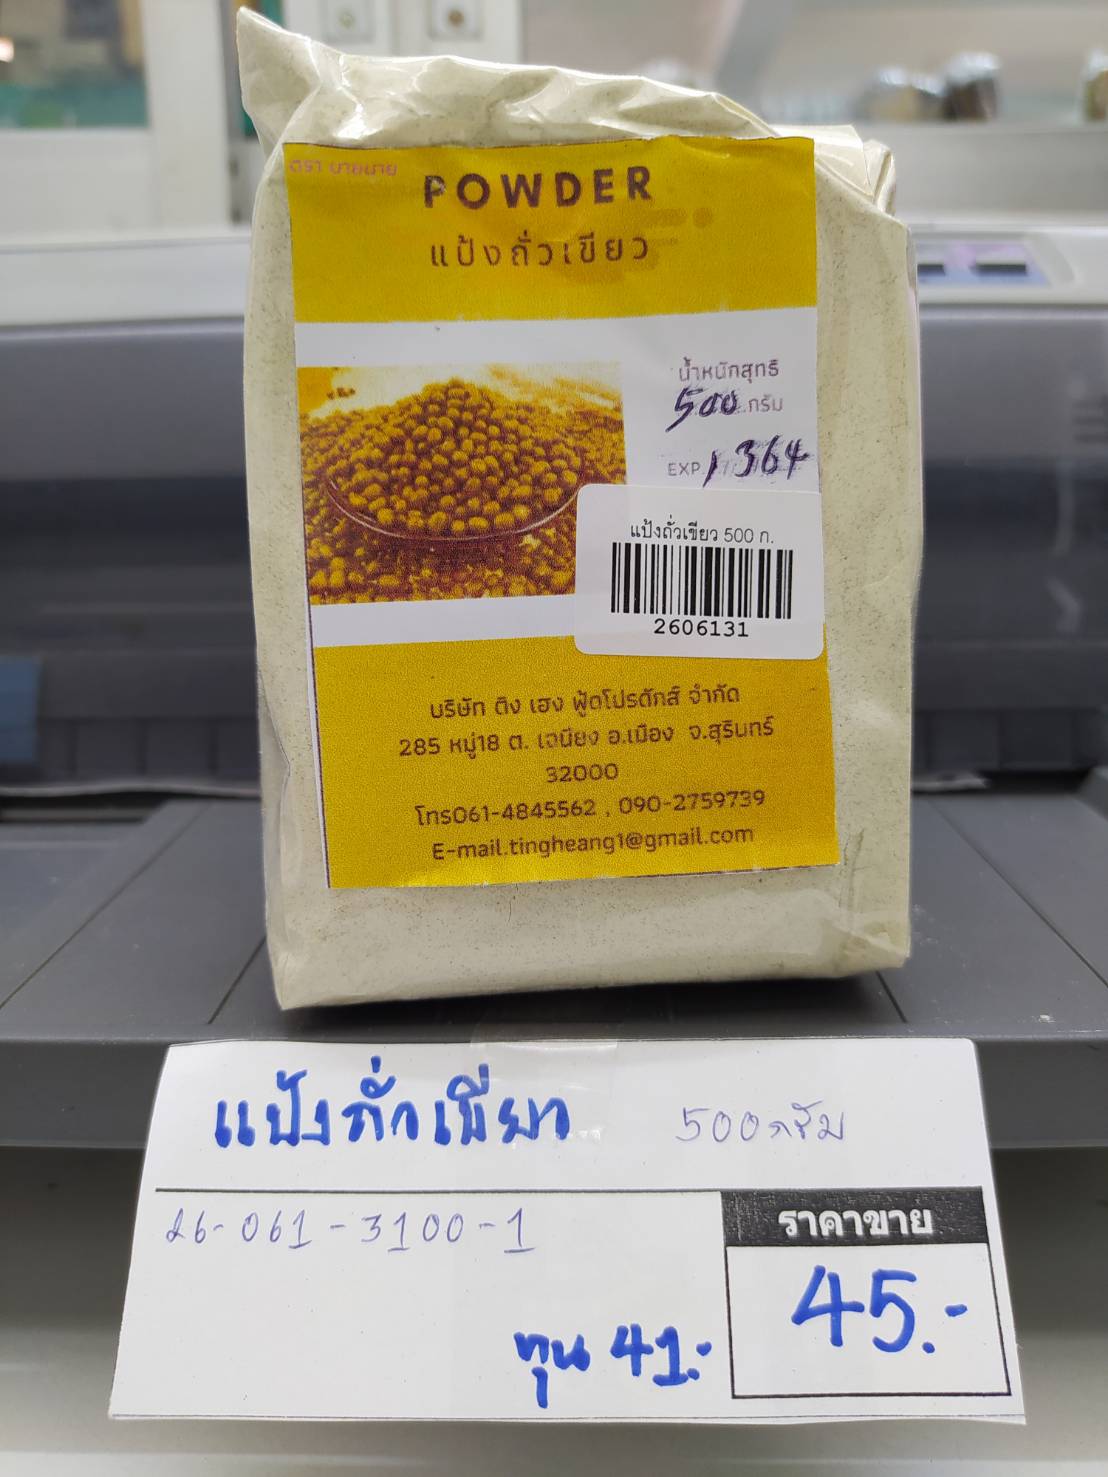 ตรา นายนาย
POWDER
แป้งถั่วเขียว
น้ำหนักสุทธิ
500 กรัม
EXP. 1 364
แป้งถั่วเขียว 500 ก.
2606131
บริษัท ติง เฮง ฟู้ดโปรดักส์ จำกัด
285 หมู่18 ต. เฉนียง อ.เมือง จ.สุรินทร์
32000
โทร061-4845562 , 090-2759739
E-mail.tingheang1@gmail.com
แป้งถั่วเขียว 500กรัม
26-061-3100-1
ราคาขาย
45.-
ทุน 41.-